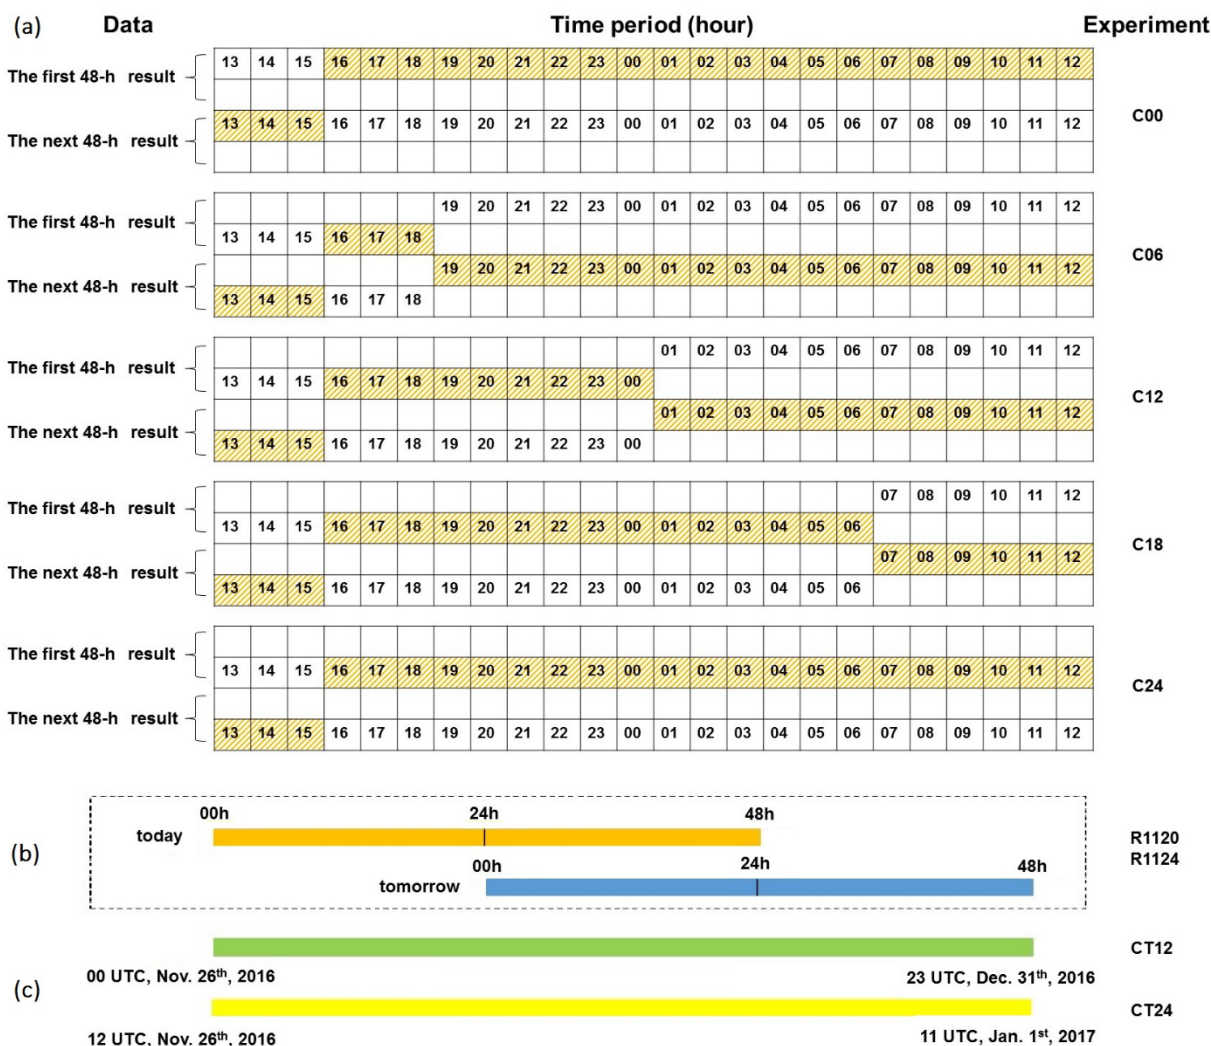 (a) Data Time period (hour) Experiment
The first 48-h result 13 14 15 16 17 18 19 20 21 22 23 00 01 02 03 04 05 06 07 08 09 10 11 12
C00
The next 48-h result 13 14 15 16 17 18 19 20 21 22 23 00 01 02 03 04 05 06 07 08 09 10 11 12
19 20 21 22 23 00 01 02 03 04 05 06 07 08 09 10 11 12
The first 48-h result
13 14 15 16 17 18
C06
19 20 21 22 23 00 01 02 03 04 05 06 07 08 09 10 11 12
The next 48-h result
13 14 15 16 17 18
01 02 03 04 05 06 07 08 09 10 11 12
The first 48-h result
13 14 15 16 17 18 19 20 21 22 23 00
C12
01 02 03 04 05 06 07 08 09 10 11 12
The next 48-h result
13 14 15 16 17 18 19 20 21 22 23 00
07 08 09 10 11 12
The first 48-h result
13 14 15 16 17 18 19 20 21 22 23 00 01 02 03 04 05 06
C18
07 08 09 10 11 12
The next 48-h result
13 14 15 16 17 18 19 20 21 22 23 00 01 02 03 04 05 06
The first 48-h result
13 14 15 16 17 18 19 20 21 22 23 00 01 02 03 04 05 06 07 08 09 10 11 12
C24
The next 48-h result
13 14 15 16 17 18 19 20 21 22 23 00 01 02 03 04 05 06 07 08 09 10 11 12
00h 24h 48h
today
(b)
R1120
R1124
00h 24h 48h
tomorrow
CT12
00 UTC, Nov. 26th, 2016 23 UTC, Dec. 31th, 2016
(c)
CT24
12 UTC, Nov. 26th, 2016 11 UTC, Jan. 1st, 2017